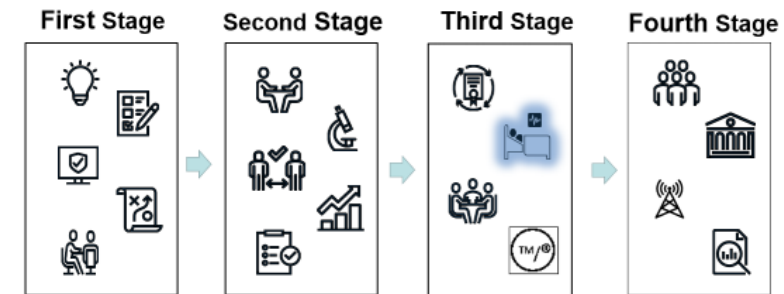 First Stage
Second Stage
Third Stage
Fourth Stage
TM/®